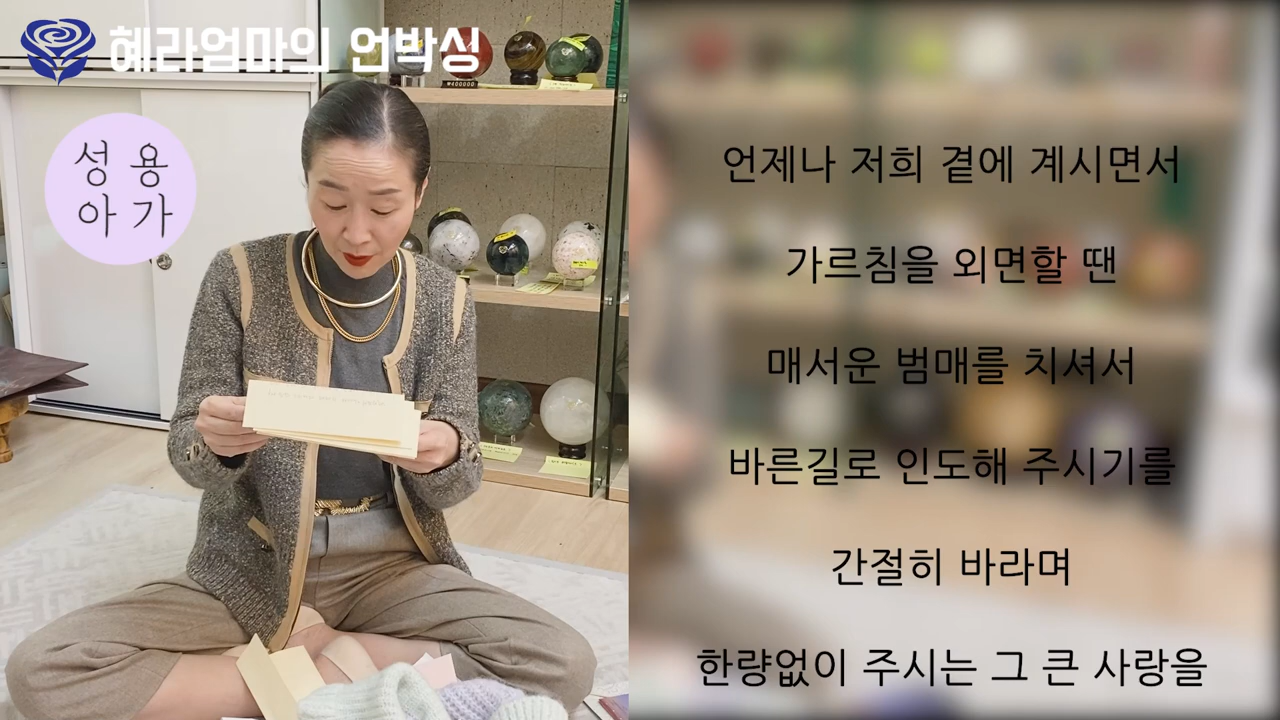 혜라엄마의 언박싱
성용
아가
₩400000
언제나 저희 곁에 계시면서
가르침을 외면할 땐
매서운 범매를 치셔서
바른길로 인도해 주시기를
간절히 바라며
한량없이 주시는 그 큰 사랑을